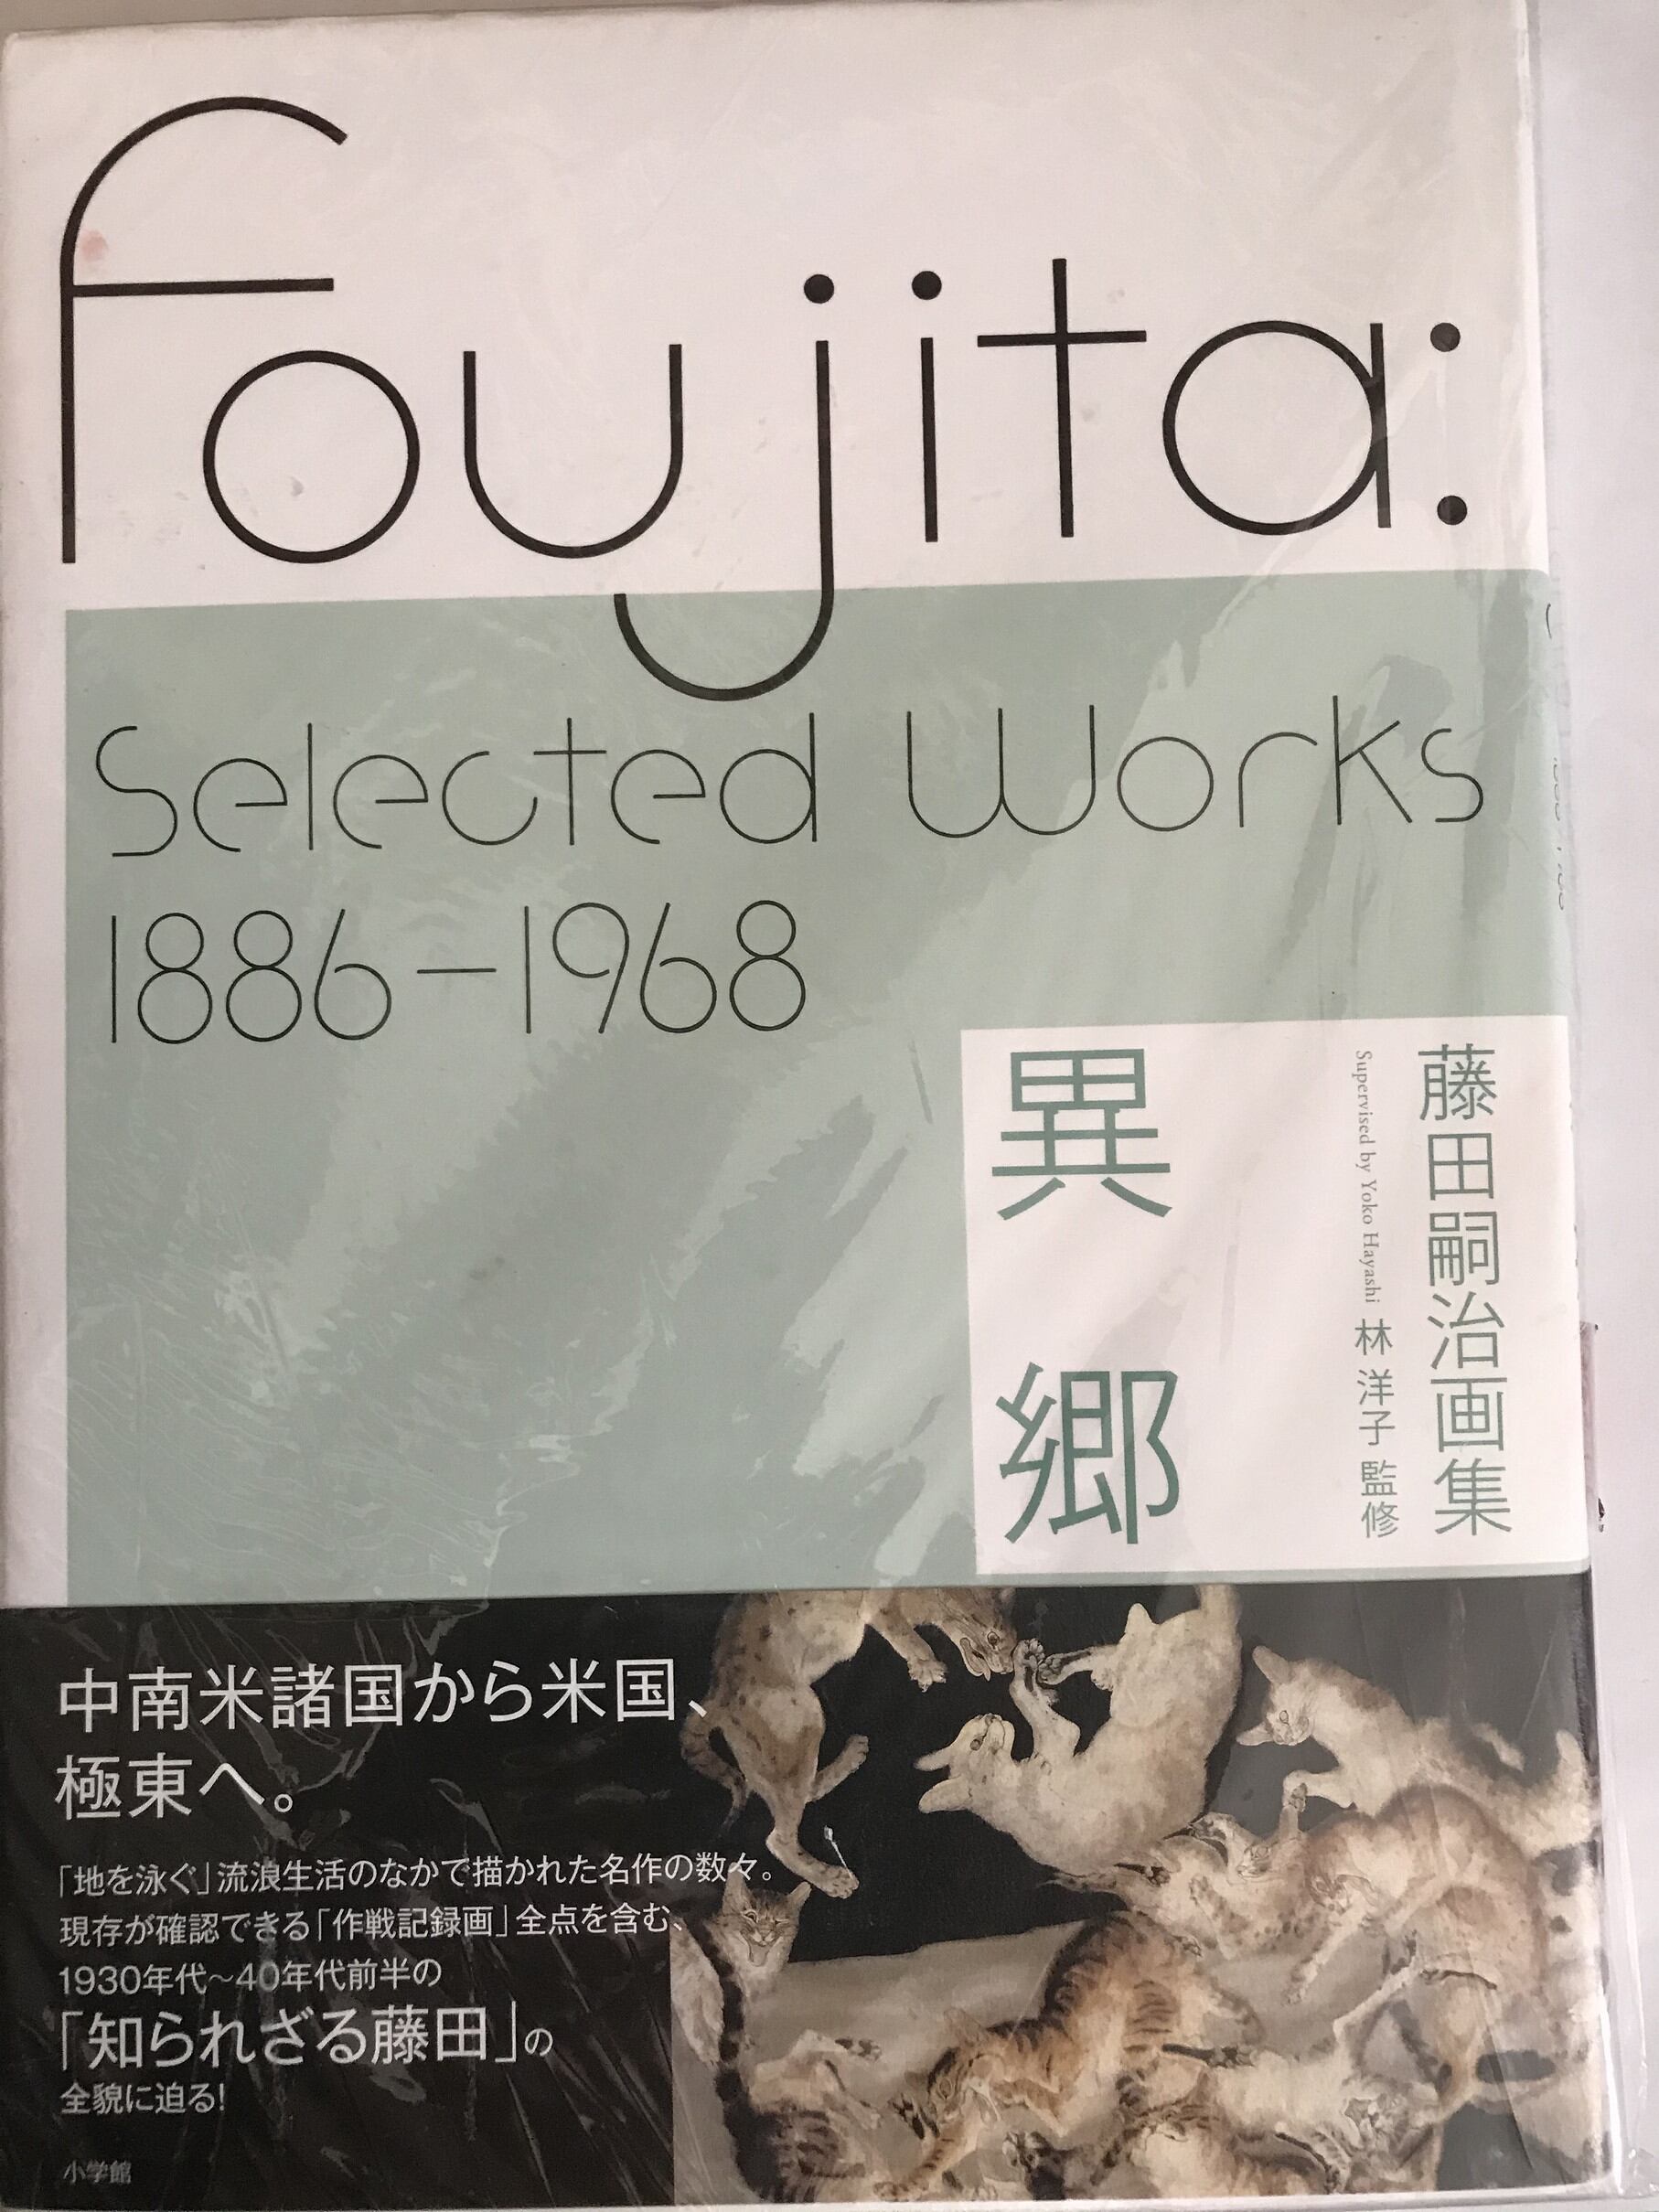 foujita:
Selected Works
1886–1968
藤田嗣治画集
Supervised by Yoko Hayashi 林 洋子 監修
異郷
中南米諸国から米国、
極東へ。
「地を泳ぐ」流浪生活のなかで描かれた名作の数々。
現存が確認できる「作戦記録画」全点を含む、
1930年代~40年代前半の
「知られざる藤田」の
全貌に迫る!
小学館